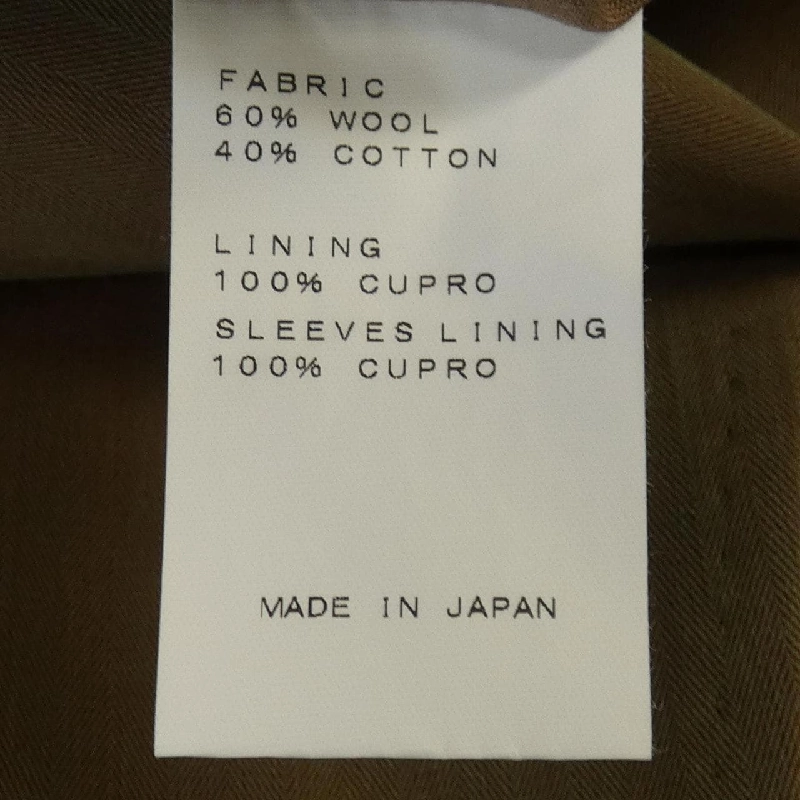 FABRIC
60% WOOL
40% COTTON
LINING
100% CUPRO
SLEEVES LINING
100% CUPRO
MADE IN JAPAN